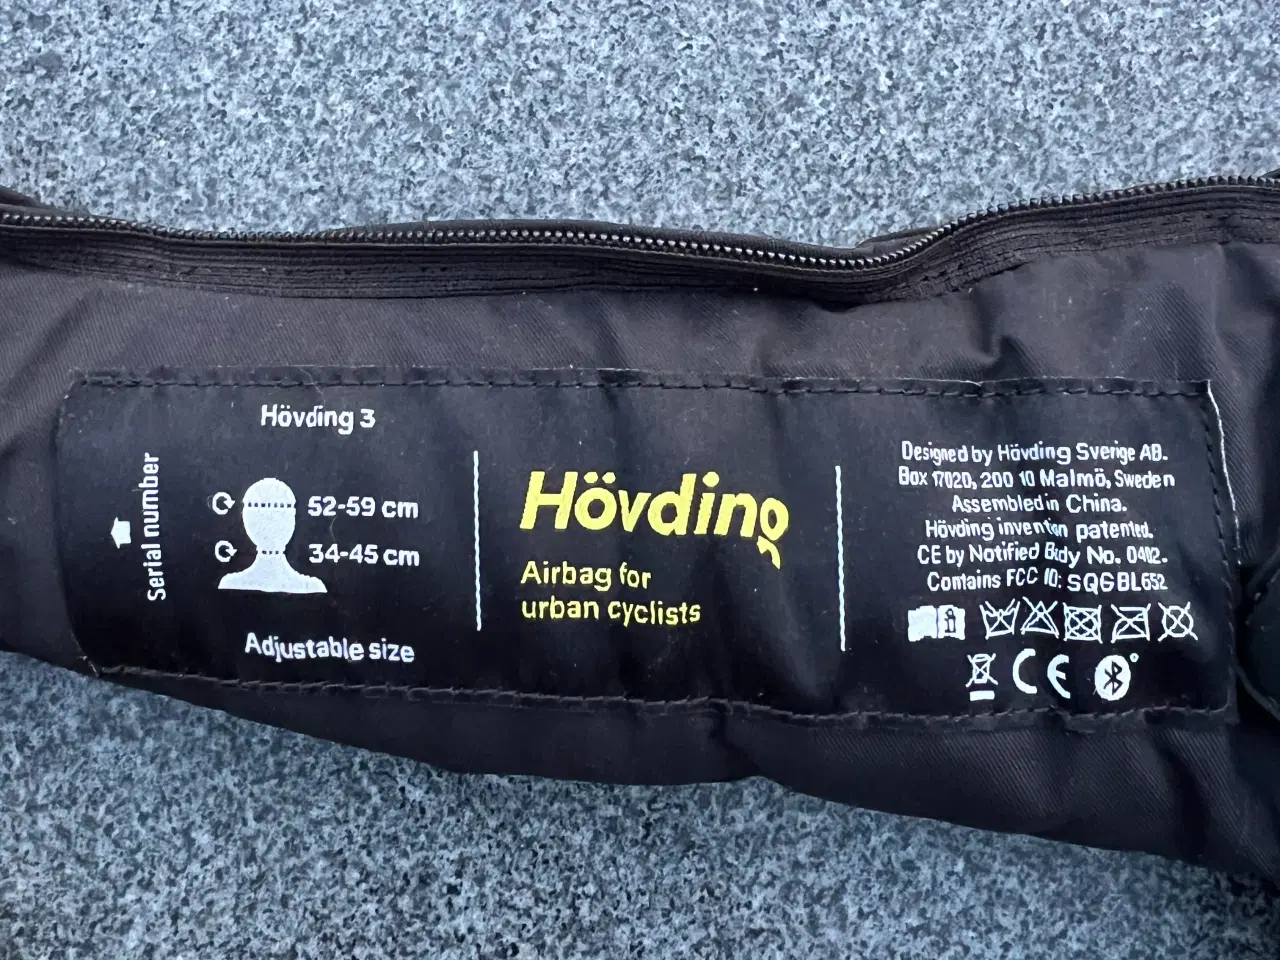 Serial number
Hövding 3
52-59 cm
34-45 cm
Adjustable size
Hövding
Airbag for
urban cyclists
Designed by Hövding Sverige AB.
Box 17020, 200 10 Malmö, Sweden
Assembled in China.
Hövding invention patented.
CE by Notified Body No. 0402.
Contains FCC ID: SQGBL652
CE